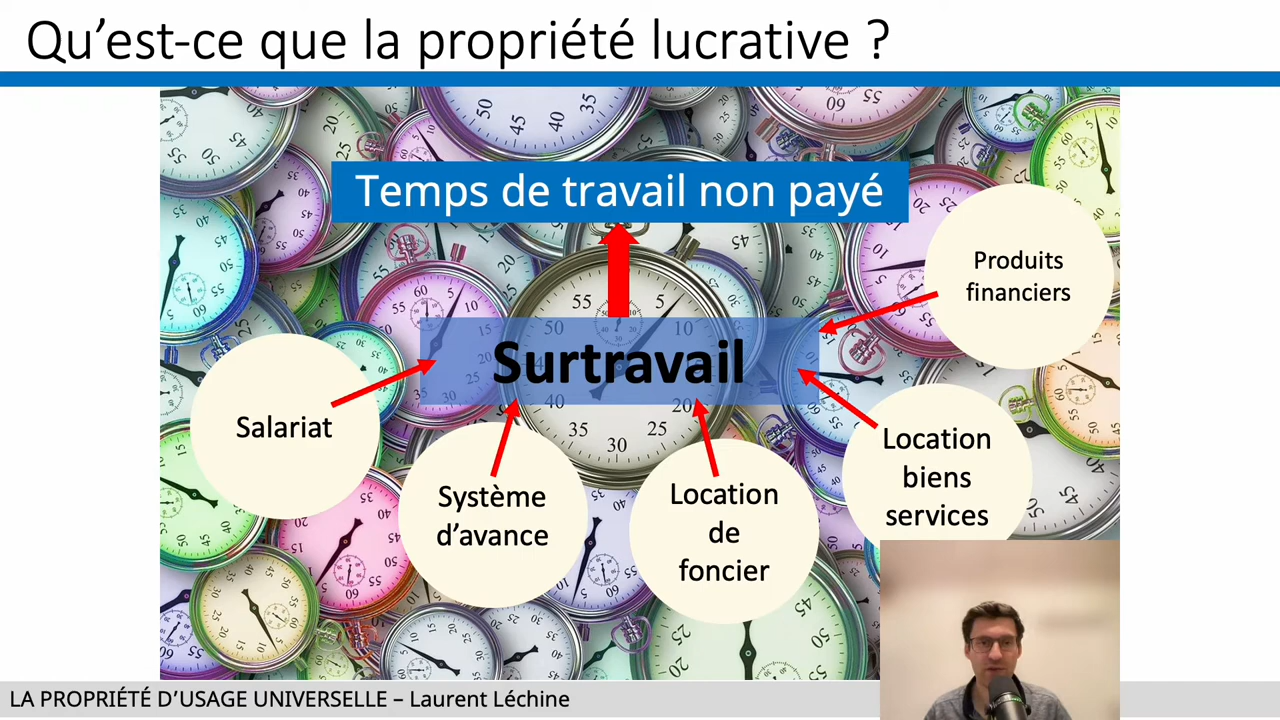 Qu’est-ce que la propriété lucrative ?
Temps de travail non payé
Produits
financiers
Surtravail
Salariat
Système
d’avance
Location
de
foncier
Location
biens
services
LA PROPRIÉTÉ D’USAGE UNIVERSELLE – Laurent Léchine